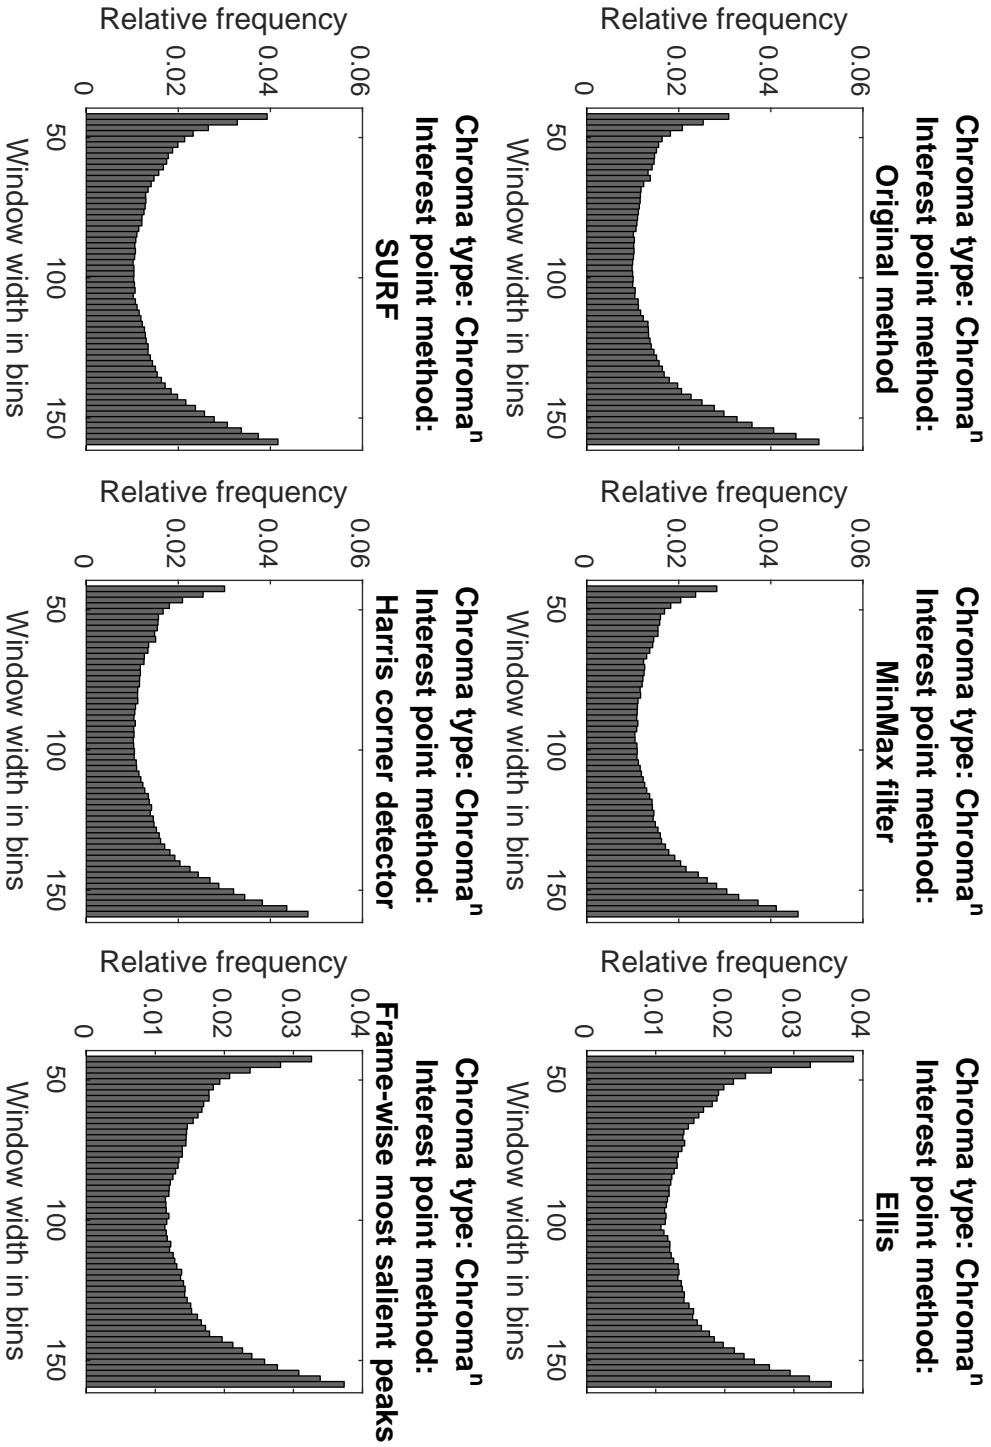 Chroma type: Chromaⁿ
Interest point method:
Original method
Relative frequency
0.06
0.04
0.02
0
50
100
150
Window width in bins
Chroma type: Chromaⁿ
Interest point method:
MinMax filter
Relative frequency
0.06
0.04
0.02
0
50
100
150
Window width in bins
Chroma type: Chromaⁿ
Interest point method:
Ellis
Relative frequency
0.04
0.03
0.02
0.01
0
50
100
150
Window width in bins
Chroma type: Chromaⁿ
Interest point method:
SURF
Relative frequency
0.06
0.04
0.02
0
50
100
150
Window width in bins
Chroma type: Chromaⁿ
Interest point method:
Harris corner detector
Relative frequency
0.06
0.04
0.02
0
50
100
150
Window width in bins
Chroma type: Chromaⁿ
Interest point method:
Frame-wise most salient peaks
Relative frequency
0.04
0.03
0.02
0.01
0
50
100
150
Window width in bins